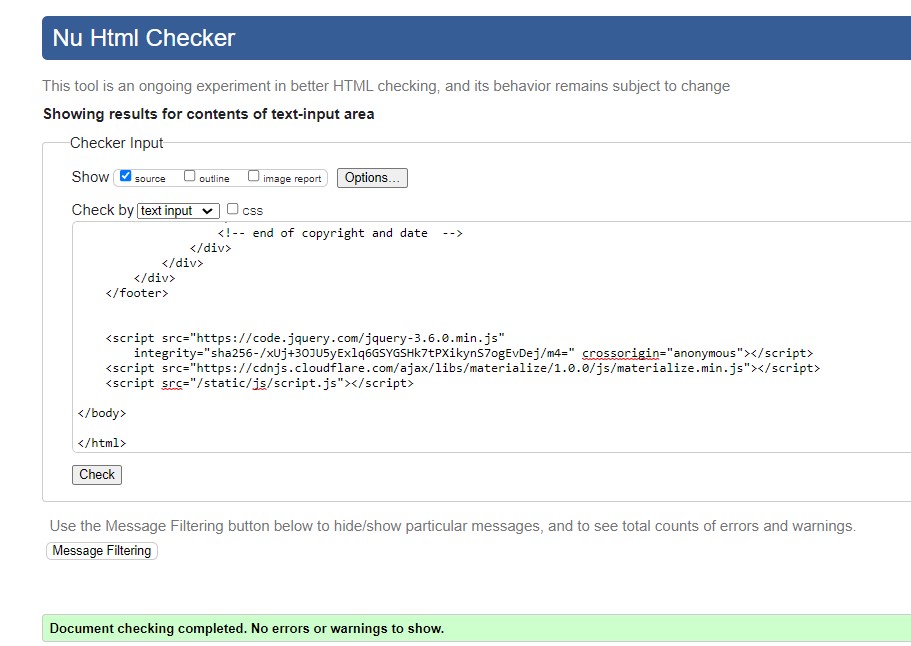 Nu Html Checker
This tool is an ongoing experiment in better HTML checking, and its behavior remains subject to change
Showing results for contents of text-input area
Checker Input
Show source outline image report Options...
Check by text input css
<!-- end of copyright and date  -->
</div>
</div>
</div>
</footer>
<script src="https://code.jquery.com/jquery-3.6.0.min.js"
integrity="sha256-/xUj+3OJU5yExlq6GSYGSHk7tPXikynS7ogEvDej/m4=" crossorigin="anonymous"></script>
<script src="https://cdnjs.cloudflare.com/ajax/libs/materialize/1.0.0/js/materialize.min.js"></script>
<script src="/static/js/script.js"></script>
</body>
</html>
Check
Use the Message Filtering button below to hide/show particular messages, and to see total counts of errors and warnings.
Message Filtering
Document checking completed. No errors or warnings to show.